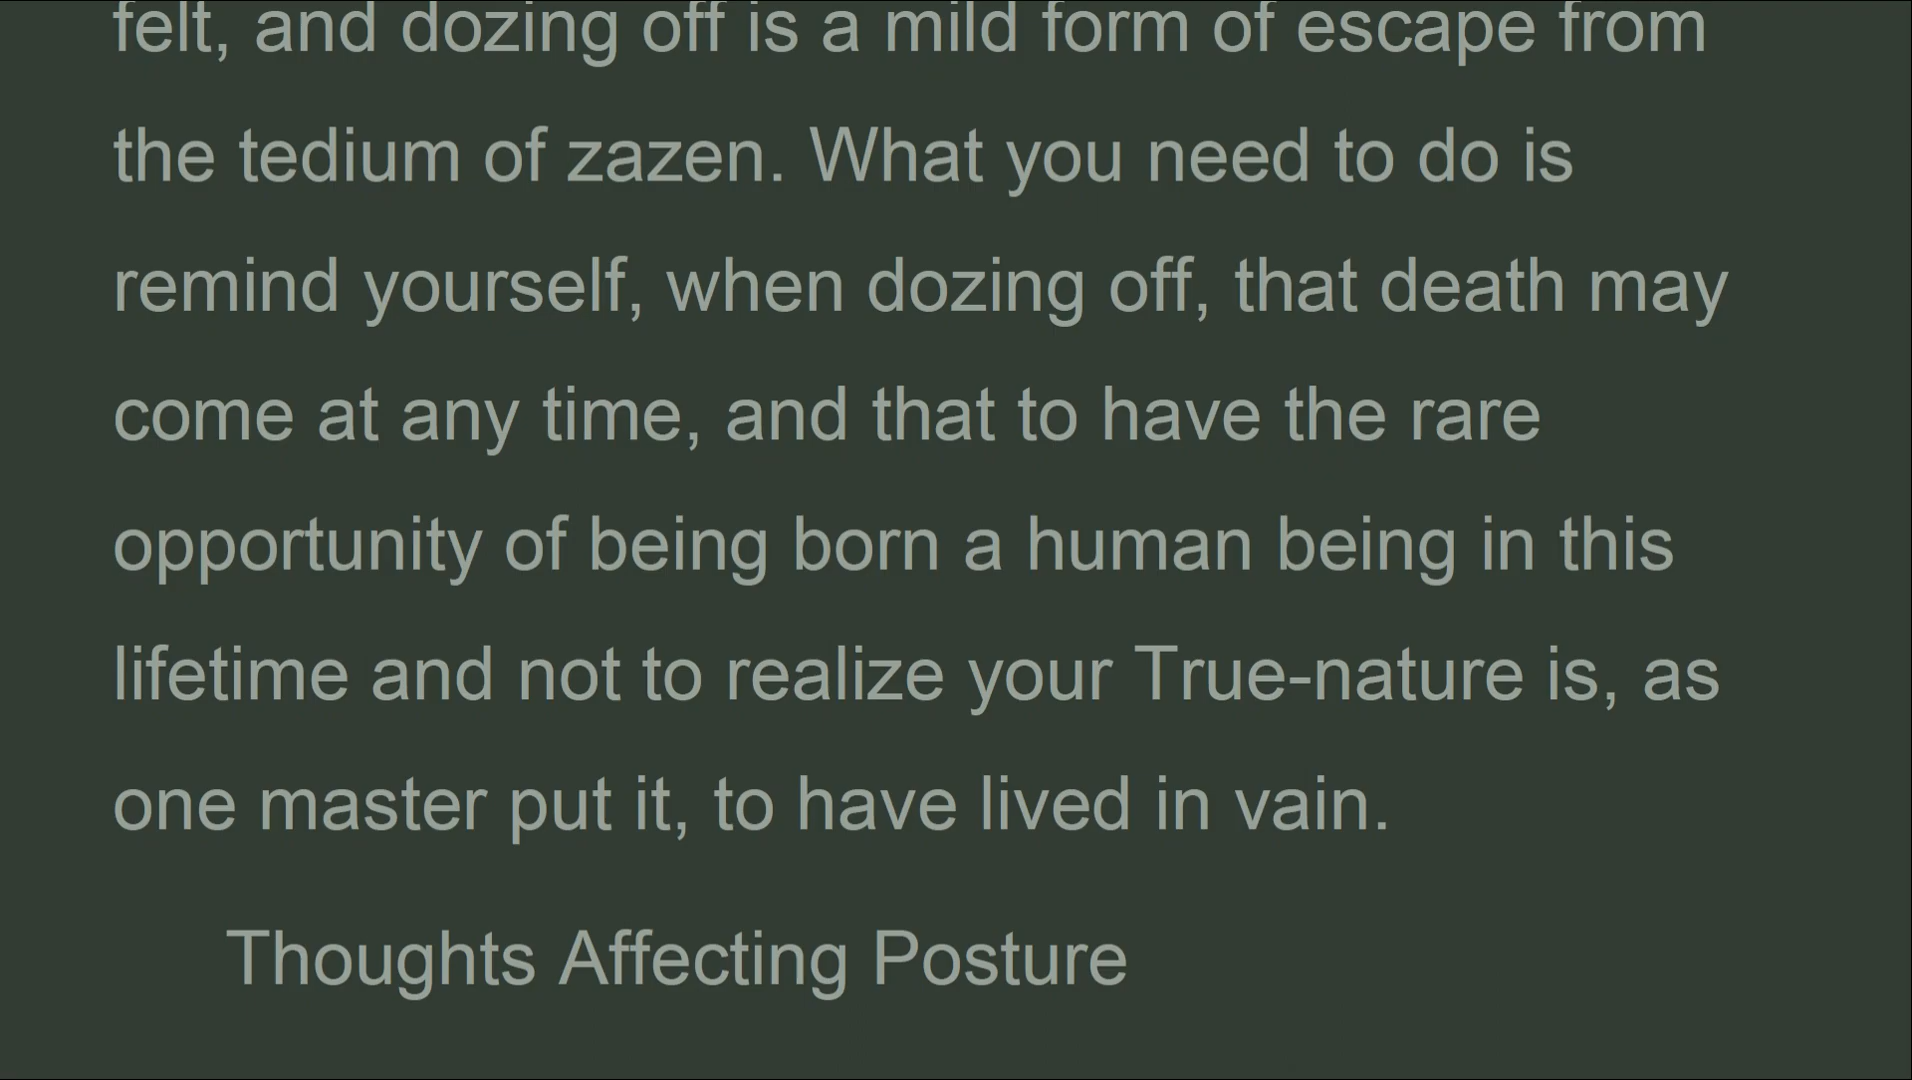 felt, and dozing off is a mild form of escape from
the tedium of zazen. What you need to do is
remind yourself, when dozing off, that death may
come at any time, and that to have the rare
opportunity of being born a human being in this
lifetime and not to realize your True-nature is, as
one master put it, to have lived in vain.
Thoughts Affecting Posture